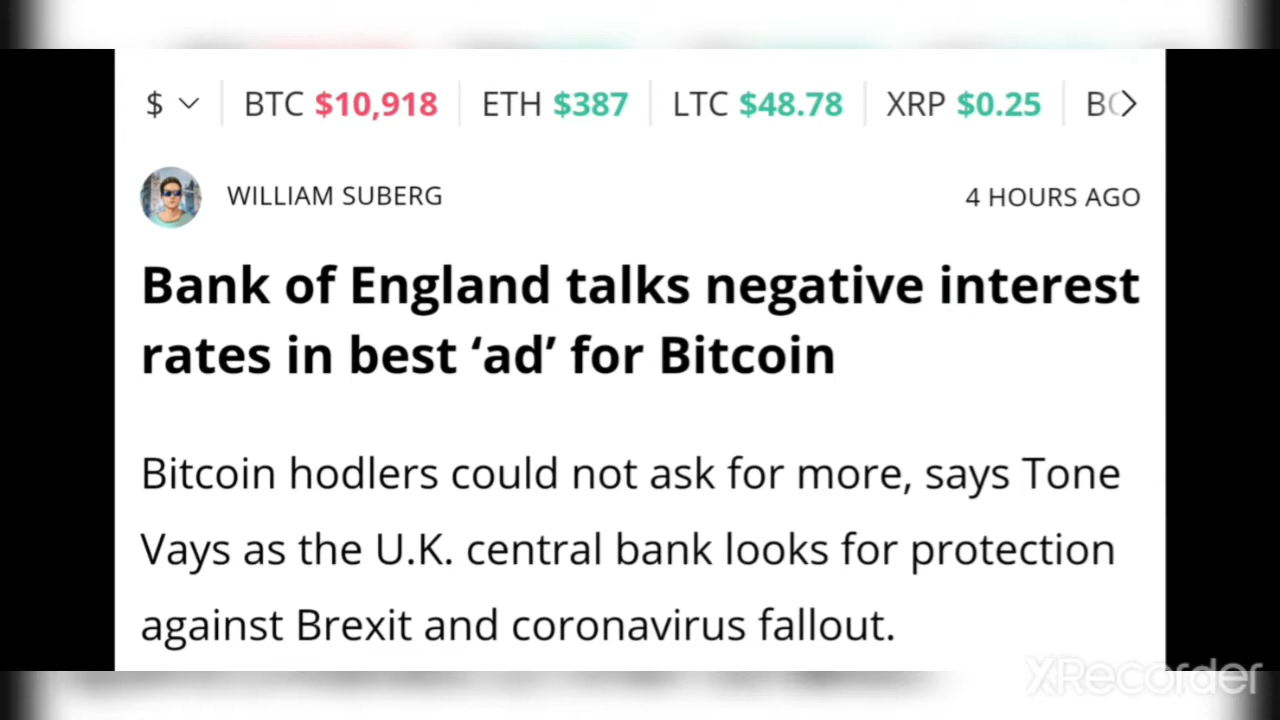 $ BTC $10,918 ETH $387 LTC $48.78 XRP $0.25
WILLIAM SUBERG 4 HOURS AGO
Bank of England talks negative interest
rates in best ‘ad’ for Bitcoin
Bitcoin hodlers could not ask for more, says Tone
Vays as the U.K. central bank looks for protection
against Brexit and coronavirus fallout.
XRecorder